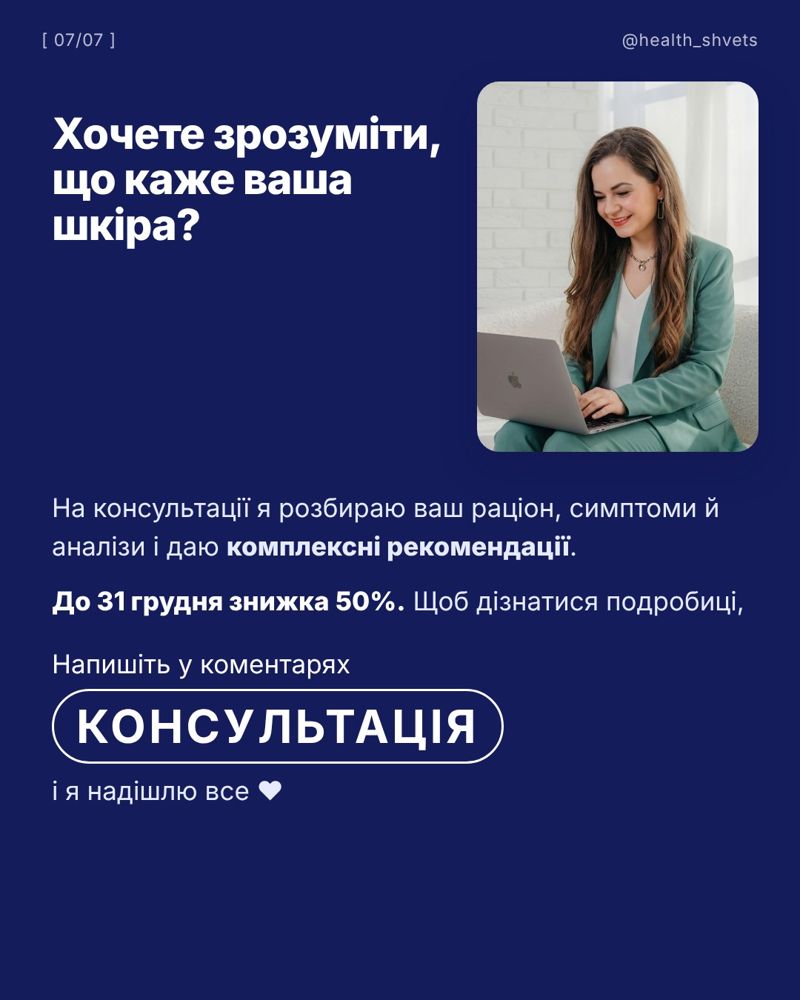 [ 07/07 ]
@health_shvets
Хочете зрозуміти,
що каже ваша
шкіра?
На консультації я розбираю ваш раціон, симптоми й
аналізи і даю комплексні рекомендації.
До 31 грудня знижка 50%. Щоб дізнатися подробиці,
Напишіть у коментарях
КОНСУЛЬТАЦІЯ
і я надішлю все ♥